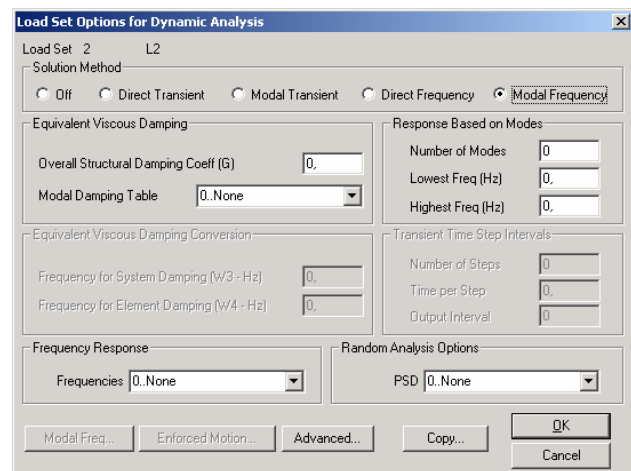 Load Set Options for Dynamic Analysis
Load Set 2 L2
Solution Method
Off Direct Transient Modal Transient Direct Frequency Modal Frequency
Equivalent Viscous Damping
Overall Structural Damping Coeff (G) 0,
Modal Damping Table 0..None
Response Based on Modes
Number of Modes 0
Lowest Freq (Hz) 0,
Highest Freq (Hz) 0,
Equivalent Viscous Damping Conversion
Frequency for System Damping (W3 - Hz) 0,
Frequency for Element Damping (W4 - Hz) 0,
Transient Time Step Intervals
Number of Steps 0
Time per Step 0,
Output Interval 0
Frequency Response
Frequencies 0..None
Random Analysis Options
PSD 0..None
Modal Freq... Enforced Motion... Advanced... Copy... OK
Cancel